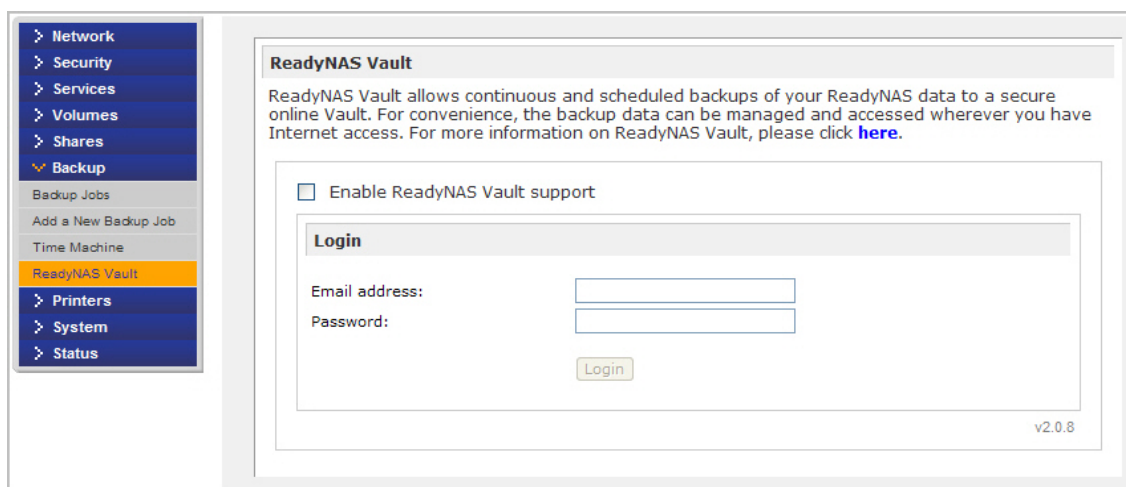 Network
Security
Services
Volumes
Shares
Backup
Backup Jobs
Add a New Backup Job
Time Machine
ReadyNAS Vault
Printers
System
Status
ReadyNAS Vault
ReadyNAS Vault allows continuous and scheduled backups of your ReadyNAS data to a secure
online Vault. For convenience, the backup data can be managed and accessed wherever you have
Internet access. For more information on ReadyNAS Vault, please click here.
Enable ReadyNAS Vault support
Login
Email address:
Password:
Login
v2.0.8